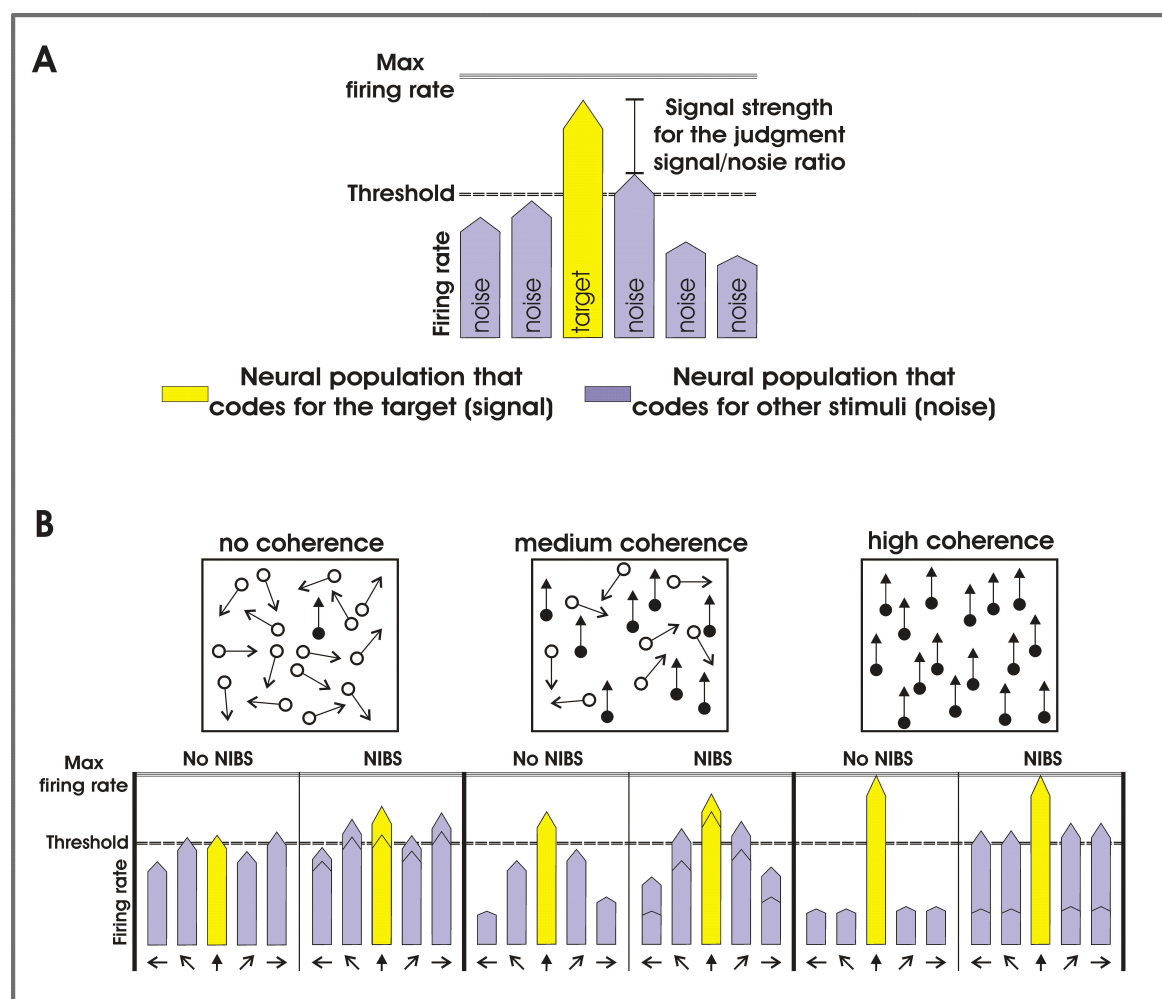 A
Max
firing rate
Signal strength
for the judgment
signal/nosie ratio
Threshold
Firing rate
noise
noise
target
noise
noise
noise
Neural population that
codes for the target (signal)
Neural population that
codes for other stimuli (noise)
B
no coherence
medium coherence
high coherence
Max
firing rate
No NIBS
NIBS
No NIBS
NIBS
No NIBS
NIBS
Threshold
Firing rate